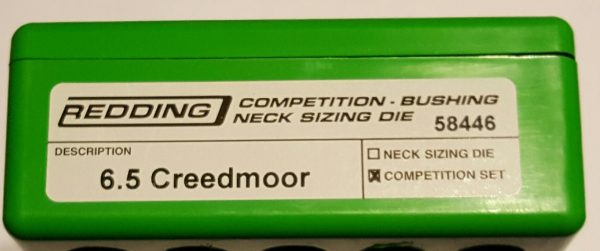 REDDING
COMPETITION - BUSHING
NECK SIZING DIE 58446
DESCRIPTION
6.5 Creedmoor
☐ NECK SIZING DIE
☒ COMPETITION SET